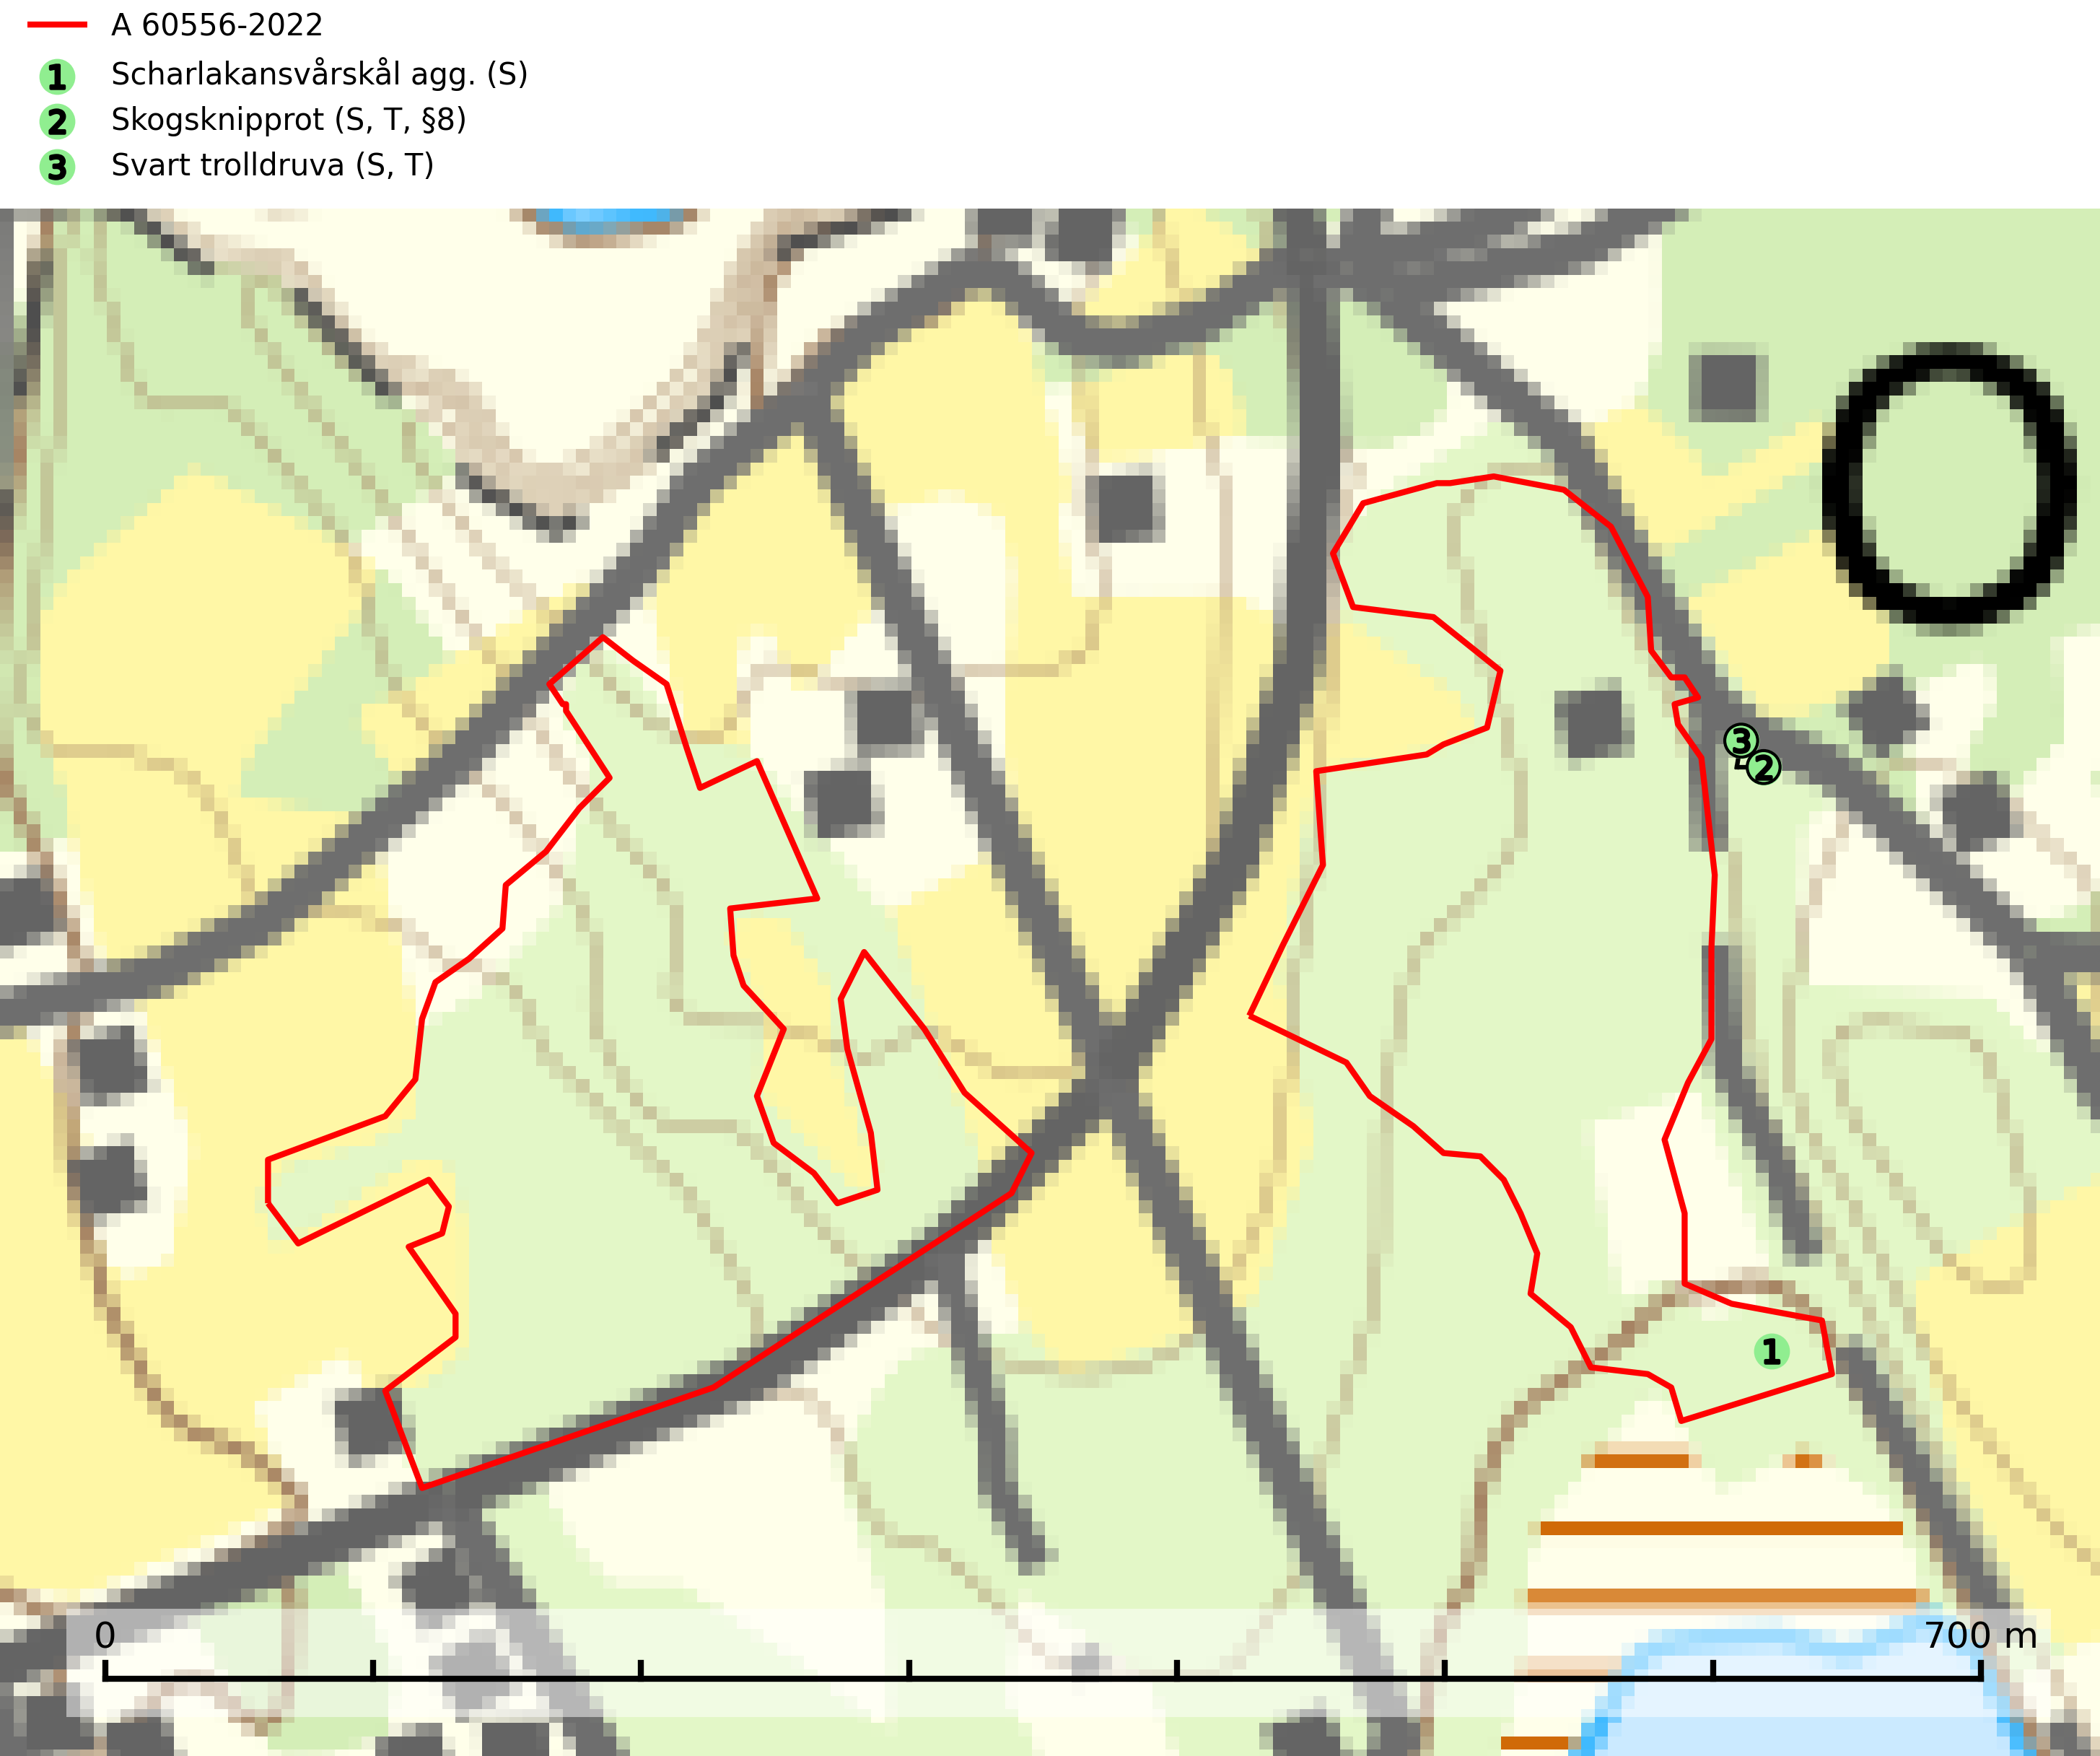 A 60556-2022
1 Scharlakansvårskål agg. (S)
2 Skogsknipprot (S, T, §8)
3 Svart trolldruva (S, T)
3
2
1
0 700 m